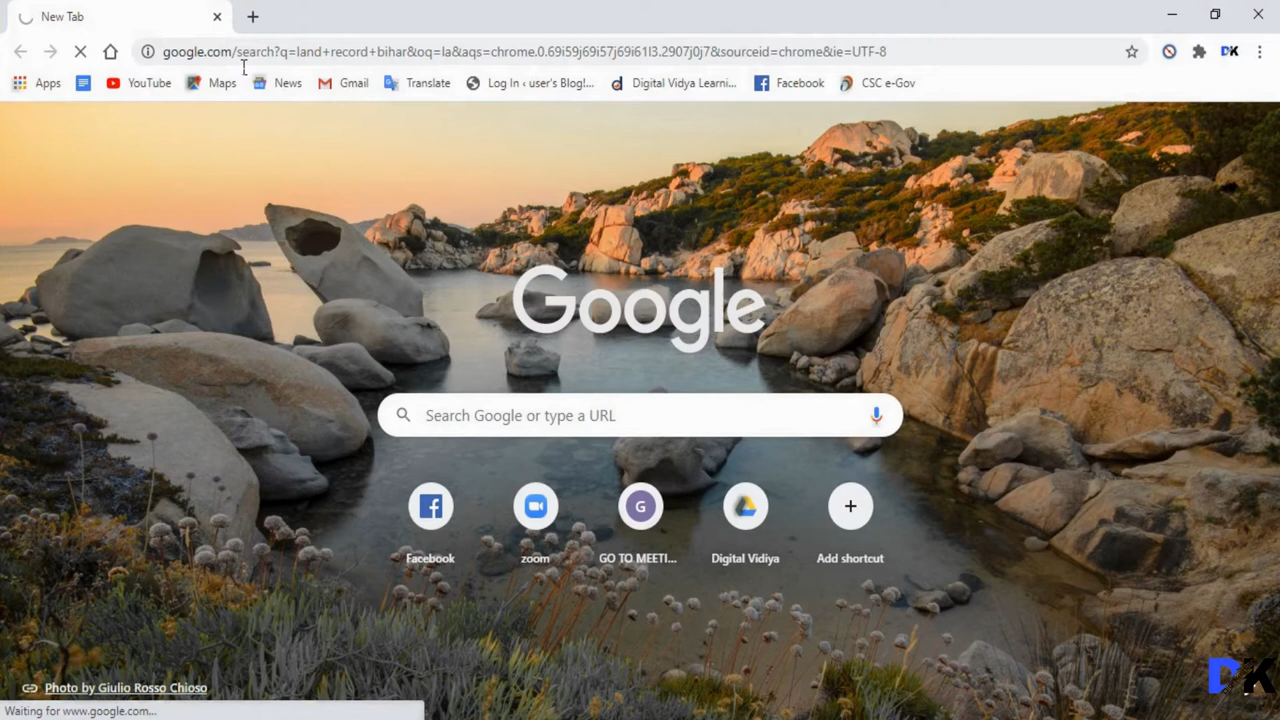 New Tab
google.com/search?q=land+record+bihar&oq=la&aqs=chrome.0.69i59j69i57j69i61l3.2907j0j7&sourceid=chrome&ie=UTF-8
DK
Apps
YouTube
Maps
News
Gmail
Translate
Log In ‹ user's Blog!...
Digital Vidya Learni...
Facebook
CSC e-Gov
Google
Search Google or type a URL
G
Facebook
zoom
GO TO MEETI...
Digital Vidiya
Add shortcut
Photo by Giulio Rosso Chioso
DK
Waiting for www.google.com...